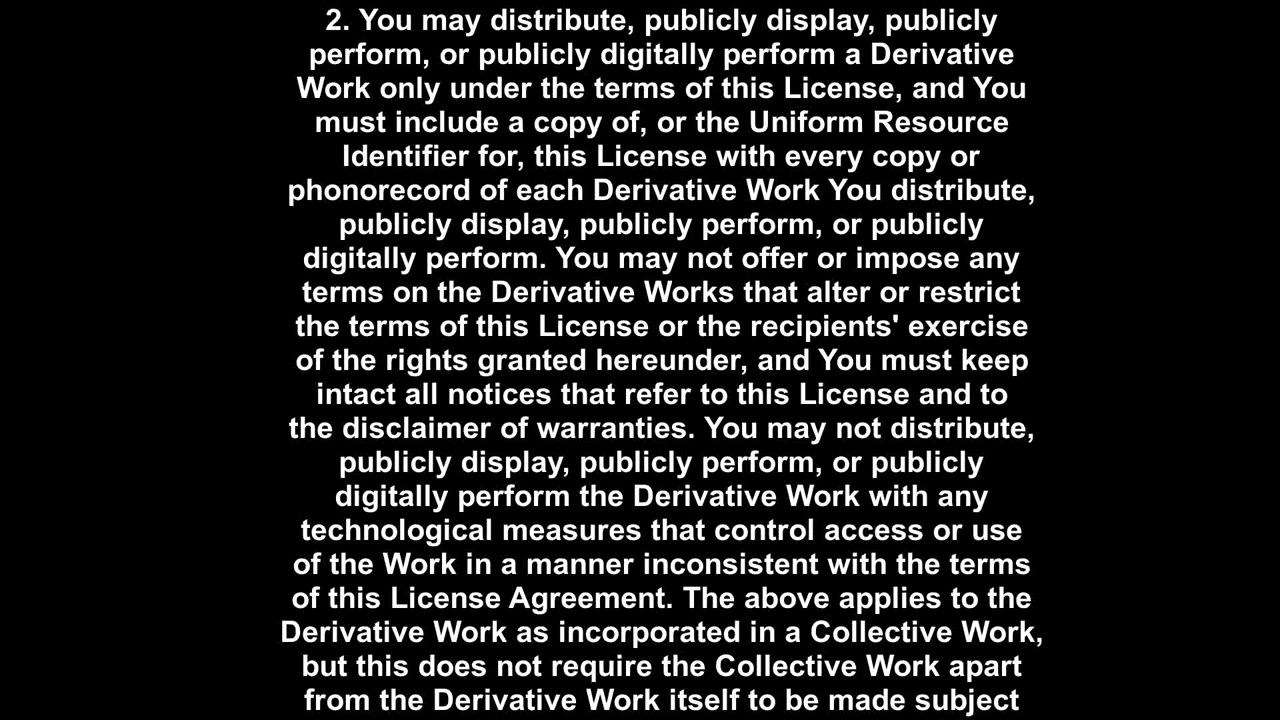 2. You may distribute, publicly display, publicly
perform, or publicly digitally perform a Derivative
Work only under the terms of this License, and You
must include a copy of, or the Uniform Resource
Identifier for, this License with every copy or
phonorecord of each Derivative Work You distribute,
publicly display, publicly perform, or publicly
digitally perform. You may not offer or impose any
terms on the Derivative Works that alter or restrict
the terms of this License or the recipients' exercise
of the rights granted hereunder, and You must keep
intact all notices that refer to this License and to
the disclaimer of warranties. You may not distribute,
publicly display, publicly perform, or publicly
digitally perform the Derivative Work with any
technological measures that control access or use
of the Work in a manner inconsistent with the terms
of this License Agreement. The above applies to the
Derivative Work as incorporated in a Collective Work,
but this does not require the Collective Work apart
from the Derivative Work itself to be made subject